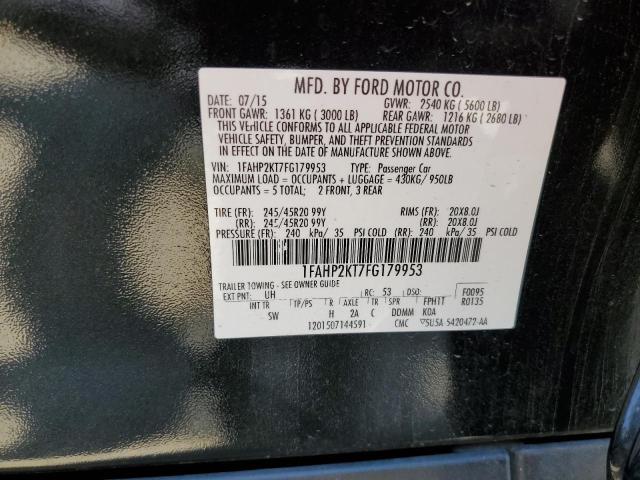 MFD. BY FORD MOTOR CO.
DATE: 07/15 GVWR: 2540 KG ( 5600 LB)
FRONT GAWR: 1361 KG ( 3000 LB) REAR GAWR: 1216 KG ( 2680 LB)
THIS VEHICLE CONFORMS TO ALL APPLICABLE FEDERAL MOTOR
VEHICLE SAFETY, BUMPER, AND THEFT PREVENTION STANDARDS
IN EFFECT ON THE DATE OF MANUFACTURE SHOWN ABOVE.
VIN: 1FAHP2KT7FG179953 TYPE: Passenger Car
MAXIMUM LOAD = OCCUPANTS + LUGGAGE = 430KG/ 950LB
OCCUPANTS = 5 TOTAL; 2 FRONT, 3 REAR
TIRE (FR): 245/45R20 99Y RIMS (FR): 20X8.0J
(RR): 245/45R20 99Y (RR): 20X8.0J
PRESSURE (FR): 240 kPa/ 35 PSI COLD (RR): 240 kPa/ 35 PSI COLD
1FAHP2KT7FG179953
TRAILER TOWING - SEE OWNER GUIDE
EXT PNT: UH RC: 53 DSO: F0095
INT TR TP/PS R AXLE TR SPR FPH11 R0135
SW H 2A C DDMM KOA
1201507144591 CMC 5U5A-5420472-AA